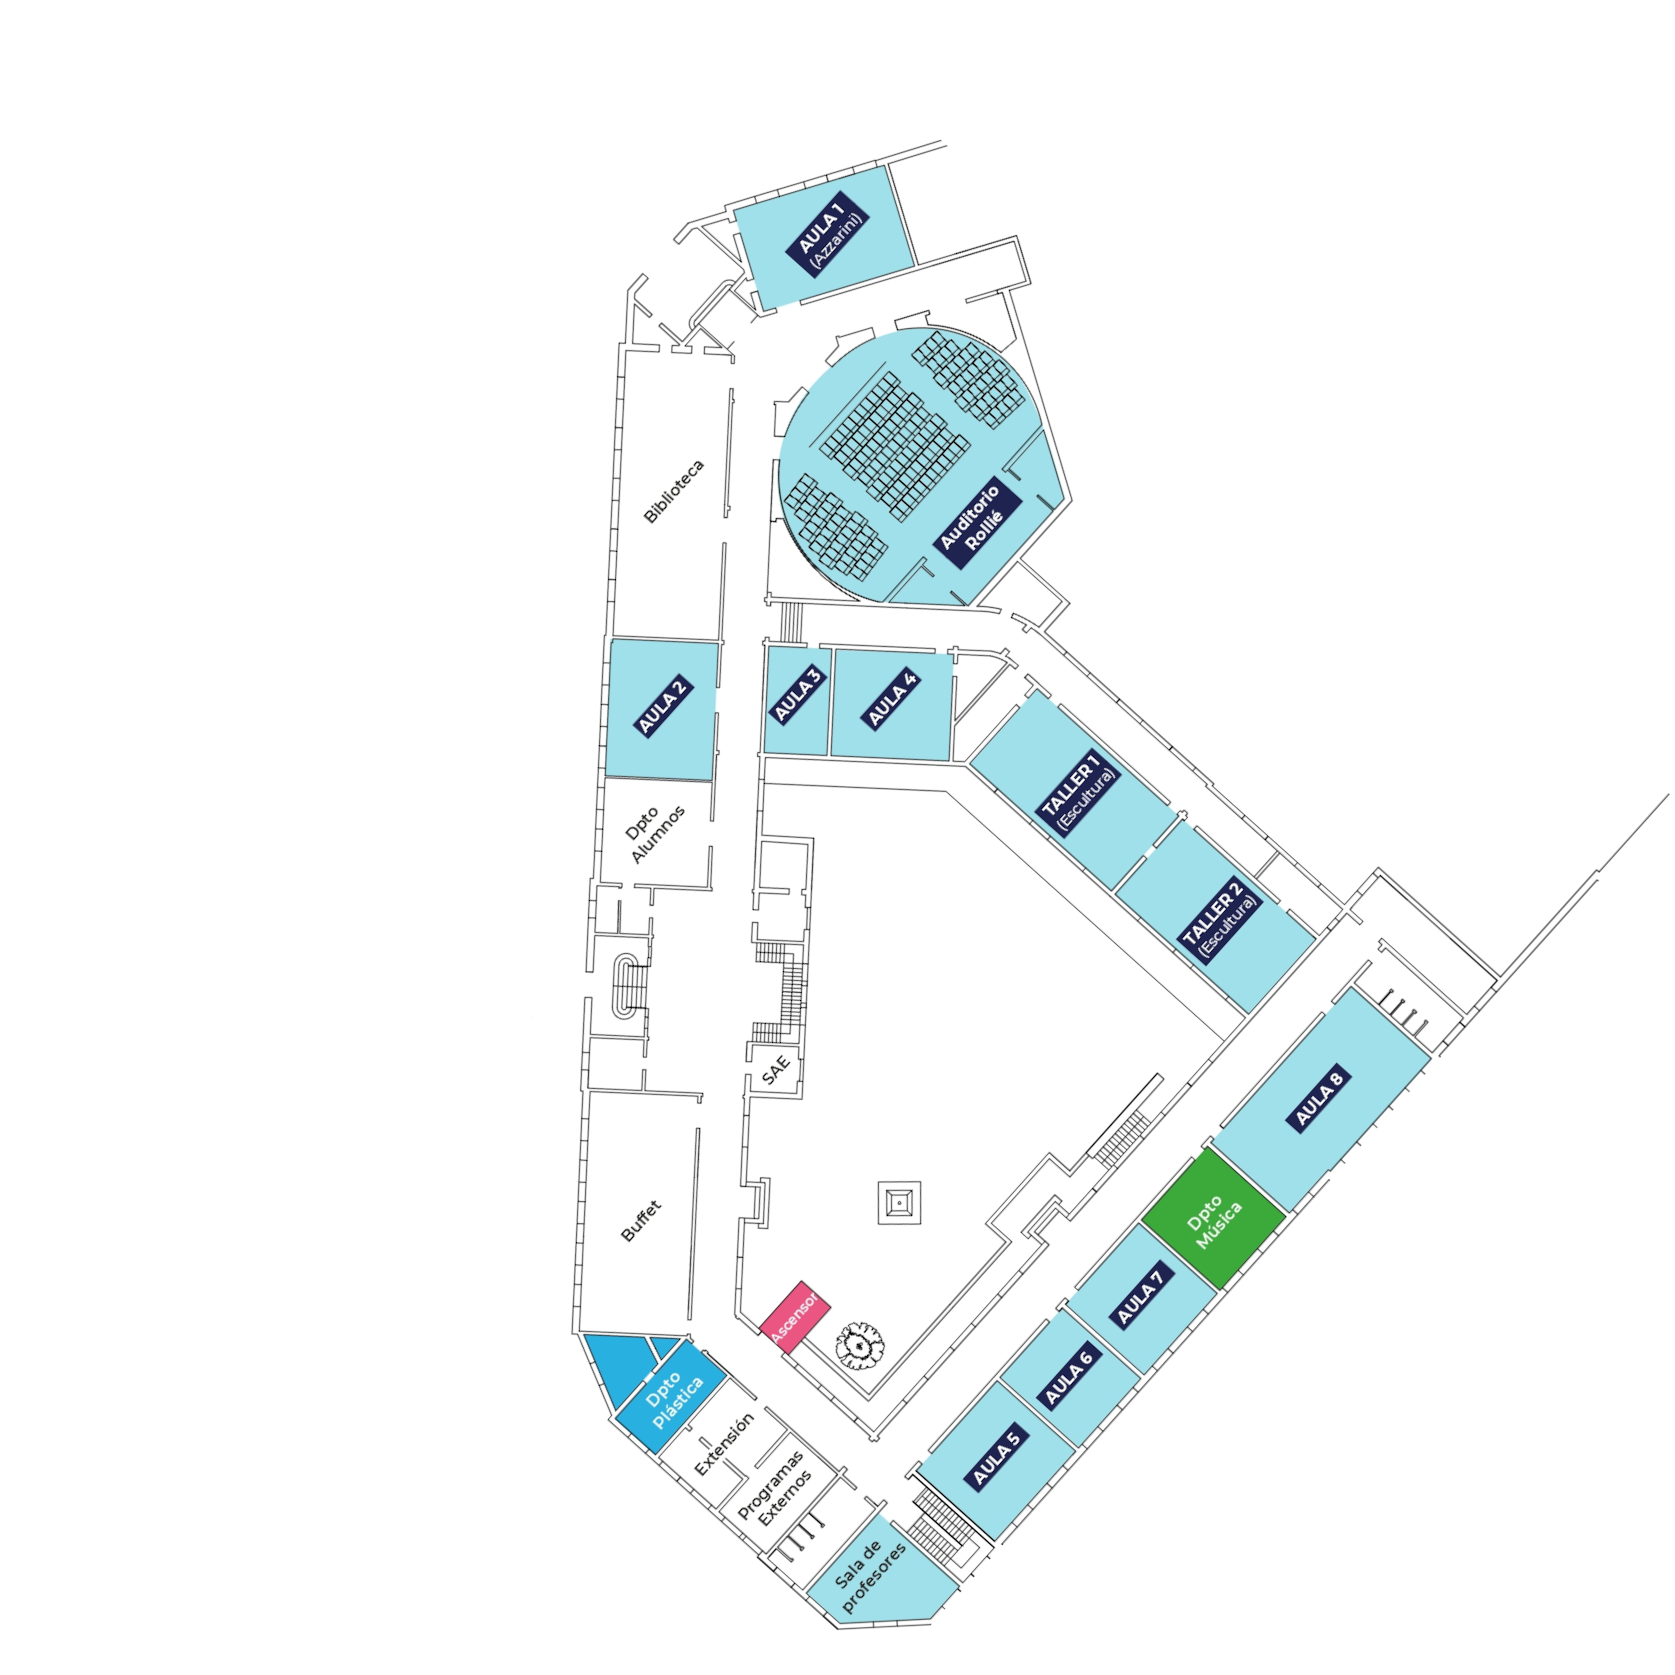 AULA 1
(Azzarini)
Biblioteca
Auditorio
Rollié
AULA 2
AULA 3
AULA 4
Dpto
Alumnos
TALLER 1
(Escultura)
TALLER 2
(Escultura)
SAE
AULA 8
Buffet
Dpto
Música
AULA 7
Ascensor
AULA 6
Dpto
Plástica
Extensión
AULA 5
Programas
Externos
Sala de
profesores